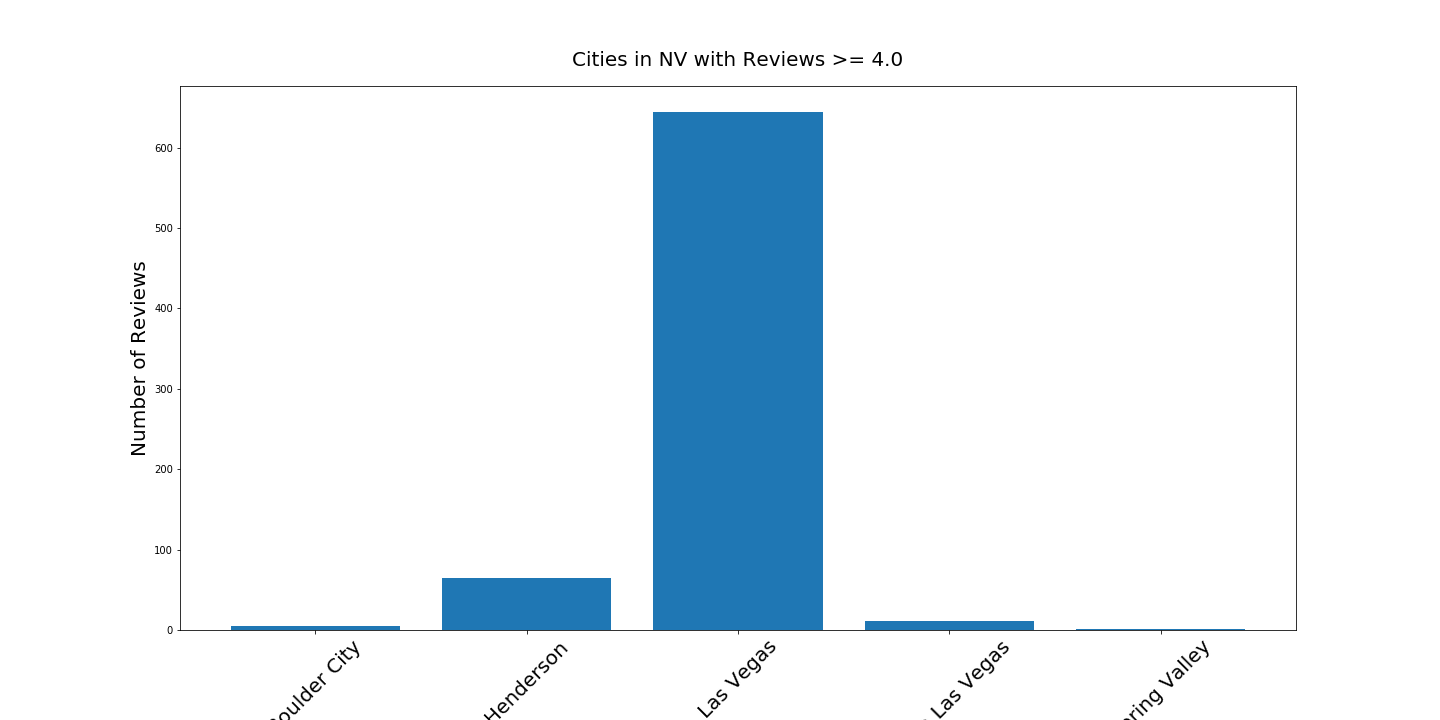 Cities in NV with Reviews >= 4.0
Number of Reviews
600
500
400
300
200
100
0
Boulder City
Henderson
Las Vegas
Las Vegas
Valley